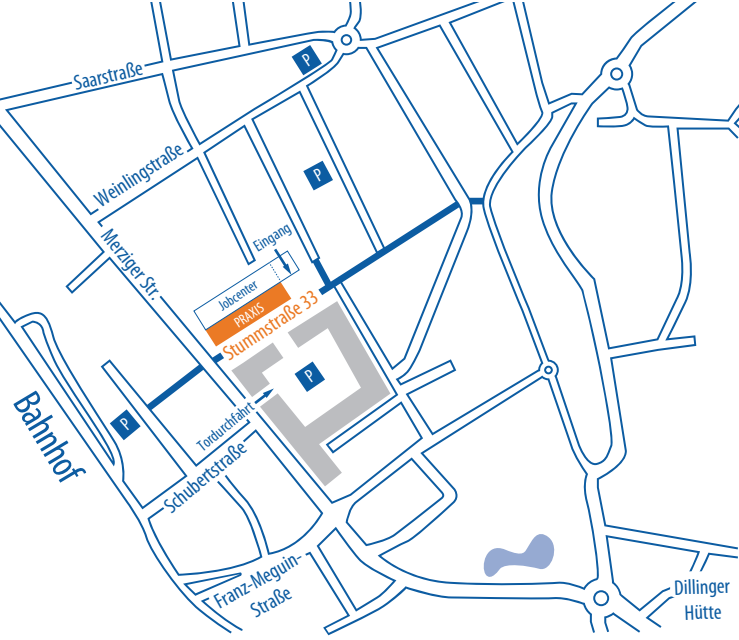 P
Saarstraße
P
Weinlingstraße
Merziger Str.
Eingang
Jobcenter
PRAXIS
Stummstraße 33
P
Bahnhof
P
Tordurchfahrt
Schubertstraße
Franz-Meguin-
Straße
Dillinger
Hütte